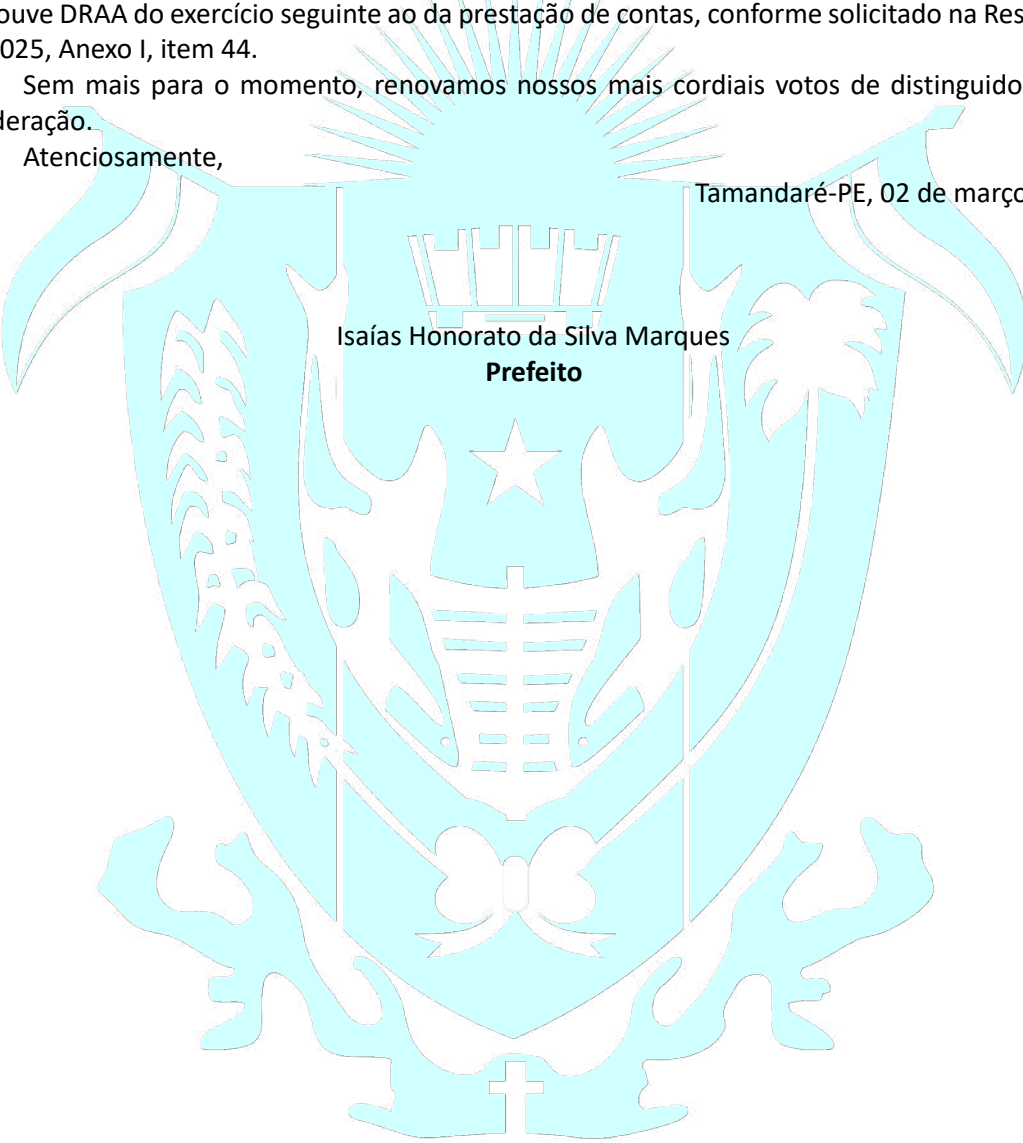 ouve DRAA do exercício seguinte ao da prestação de contas, conforme solicitado na Res
025, Anexo I, item 44.
Sem mais para o momento, renovamos nossos mais cordiais votos de distinguido
deração.
Atenciosamente,
Tamandaré-PE, 02 de março
Isaías Honorato da Silva Marques
Prefeito